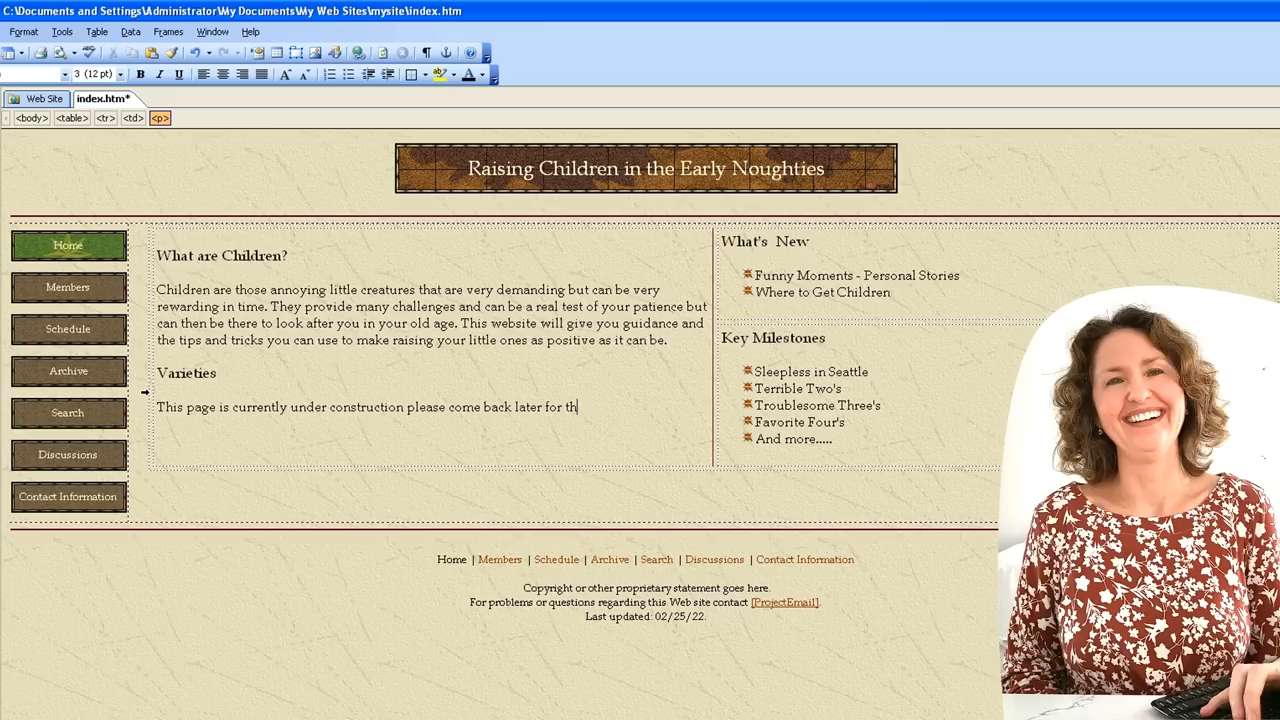 C:\Documents and Settings\Administrator\My Documents\My Web Sites\mysite\index.htm
Format Tools Table Data Frames Window Help
3 (12 pt) B I U A A A
Web Site index.htm*
<body> <table> <tr> <td> <p>
Raising Children in the Early Noughties
Home
Members
Schedule
Archive
Search
Discussions
Contact Information
What are Children?
Children are those annoying little creatures that are very demanding but can be very
rewarding in time. They provide many challenges and can be a real test of your patience but
can then be there to look after you in your old age. This website will give you guidance and
the tips and tricks you can use to make raising your little ones as positive as it can be.
Varieties
This page is currently under construction please come back later for th
What's New
Funny Moments - Personal Stories
Where to Get Children
Key Milestones
Sleepless in Seattle
Terrible Two's
Troublesome Three's
Favorite Four's
And more.....
Home | Members | Schedule | Archive | Search | Discussions | Contact Information
Copyright or other proprietary statement goes here.
For problems or questions regarding this Web site contact [ProjectEmail].
Last updated: 02/25/22.